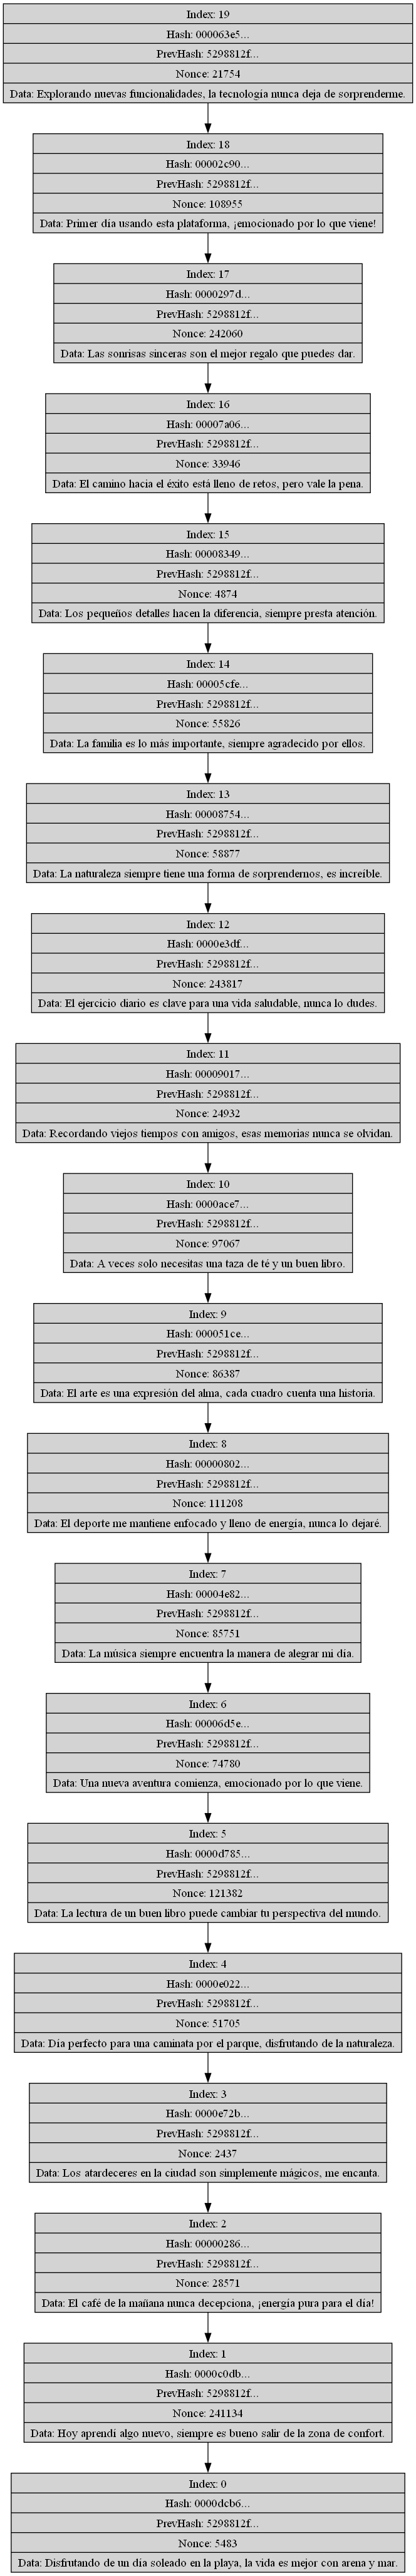 Index: 19
Hash: 000063e5...
PrevHash: 5298812f...
Nonce: 21754
Data: Explorando nuevas funcionalidades, la tecnología nunca deja de sorprenderme.
Index: 18
Hash: 00002c90...
PrevHash: 5298812f...
Nonce: 108955
Data: Primer día usando esta plataforma, ¡emocionado por lo que viene!
Index: 17
Hash: 0000297d...
PrevHash: 5298812f...
Nonce: 242060
Data: Las sonrisas sinceras son el mejor regalo que puedes dar.
Index: 16
Hash: 00007a06...
PrevHash: 5298812f...
Nonce: 33946
Data: El camino hacia el éxito está lleno de retos, pero vale la pena.
Index: 15
Hash: 00008349...
PrevHash: 5298812f...
Nonce: 4874
Data: Los pequeños detalles hacen la diferencia, siempre presta atención.
Index: 14
Hash: 00005cfe...
PrevHash: 5298812f...
Nonce: 55826
Data: La familia es lo más importante, siempre agradecido por ellos.
Index: 13
Hash: 00008754...
PrevHash: 5298812f...
Nonce: 58877
Data: La naturaleza siempre tiene una forma de sorprendernos, es increíble.
Index: 12
Hash: 0000e3df...
PrevHash: 5298812f...
Nonce: 243817
Data: El ejercicio diario es clave para una vida saludable, nunca lo dudes.
Index: 11
Hash: 00009017...
PrevHash: 5298812f...
Nonce: 24932
Data: Recordando viejos tiempos con amigos, esas memorias nunca se olvidan.
Index: 10
Hash: 0000ace7...
PrevHash: 5298812f...
Nonce: 97067
Data: A veces solo necesitas una taza de té y un buen libro.
Index: 9
Hash: 000051ce...
PrevHash: 5298812f...
Nonce: 86387
Data: El arte es una expresión del alma, cada cuadro cuenta una historia.
Index: 8
Hash: 00000802...
PrevHash: 5298812f...
Nonce: 111208
Data: El deporte me mantiene enfocado y lleno de energía, nunca lo dejaré.
Index: 7
Hash: 00004e82...
PrevHash: 5298812f...
Nonce: 85751
Data: La música siempre encuentra la manera de alegrar mi día.
Index: 6
Hash: 00006d5e...
PrevHash: 5298812f...
Nonce: 74780
Data: Una nueva aventura comienza, emocionado por lo que viene.
Index: 5
Hash: 0000d785...
PrevHash: 5298812f...
Nonce: 121382
Data: La lectura de un buen libro puede cambiar tu perspectiva del mundo.
Index: 4
Hash: 0000e022...
PrevHash: 5298812f...
Nonce: 51705
Data: Día perfecto para una caminata por el parque, disfrutando de la naturaleza.
Index: 3
Hash: 0000e72b...
PrevHash: 5298812f...
Nonce: 2437
Data: Los atardeceres en la ciudad son simplemente mágicos, me encanta.
Index: 2
Hash: 00000286...
PrevHash: 5298812f...
Nonce: 28571
Data: El café de la mañana nunca decepciona, ¡energía pura para el día!
Index: 1
Hash: 0000c0db...
PrevHash: 5298812f...
Nonce: 241134
Data: Hoy aprendí algo nuevo, siempre es bueno salir de la zona de confort.
Index: 0
Hash: 0000dcb6...
PrevHash: 5298812f...
Nonce: 5483
Data: Disfrutando de un día soleado en la playa, la vida es mejor con arena y mar.